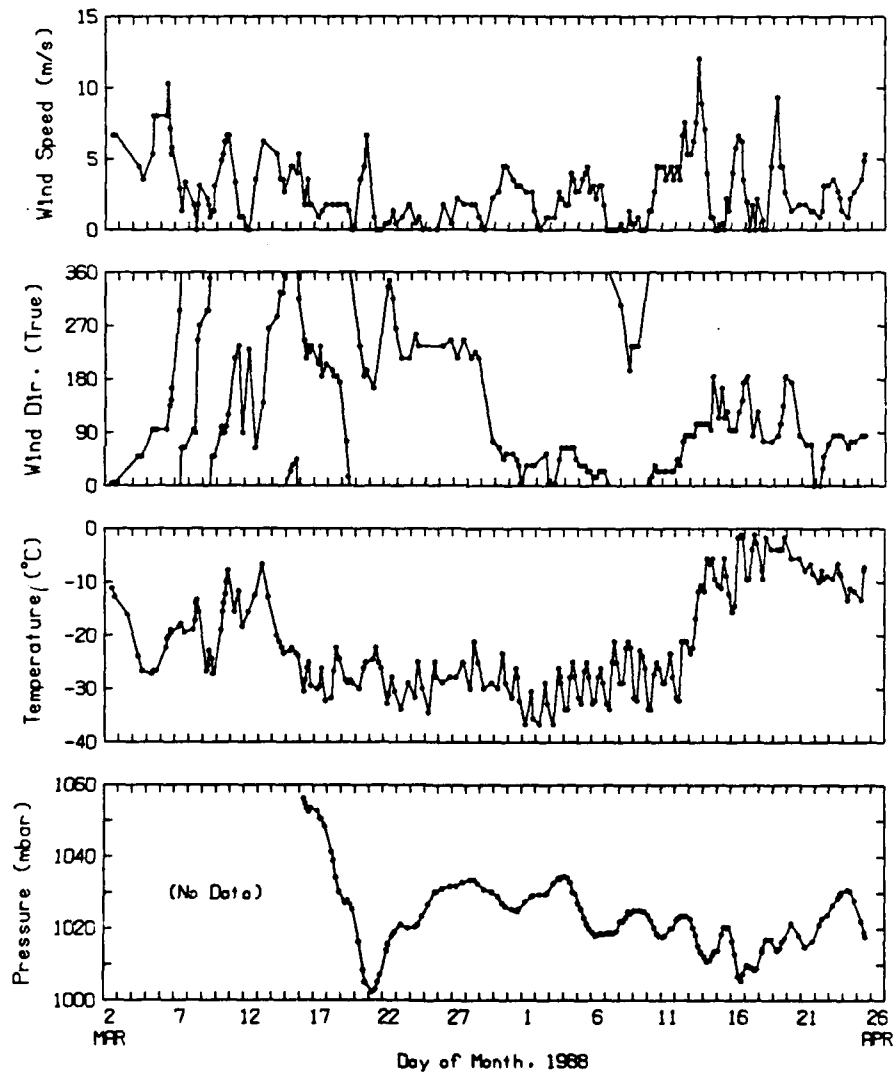 15
10
5
0
Wind Speed (m/s)
360
270
180
90
0
Wind Dir. (True)
0
-10
-20
-30
-40
Temperature, (°C)
1060
1040
1020
1000
Pressure (mbar)
(No Data)
2 7 12 17 22 27 1 6 11 16 21 26
MAR APR
Day of Month, 1988